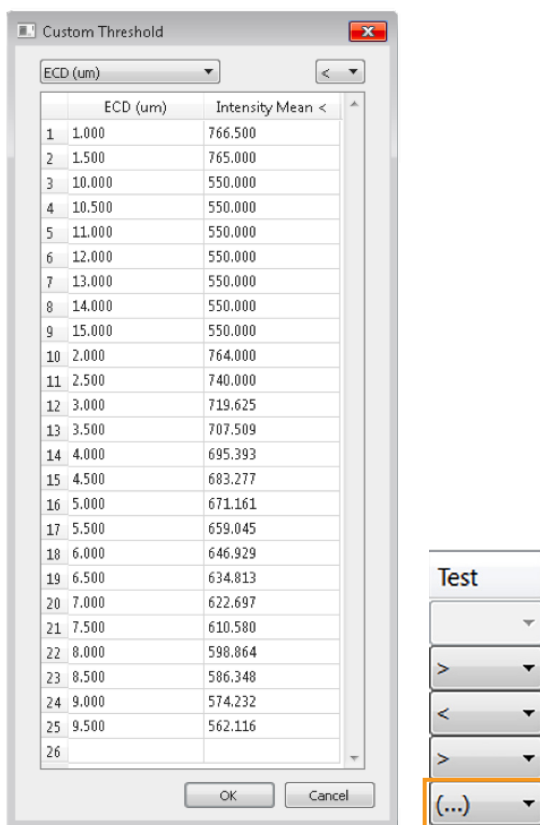 Custom Threshold
ECD (um) <
ECD (um) Intensity Mean <
1 1.000 766.500
2 1.500 765.000
3 10.000 550.000
4 10.500 550.000
5 11.000 550.000
6 12.000 550.000
7 13.000 550.000
8 14.000 550.000
9 15.000 550.000
10 2.000 764.000
11 2.500 740.000
12 3.000 719.625
13 3.500 707.509
14 4.000 695.393
15 4.500 683.277
16 5.000 671.161
17 5.500 659.045
18 6.000 646.929
19 6.500 634.813
20 7.000 622.697
21 7.500 610.580
22 8.000 598.864
23 8.500 586.348
24 9.000 574.232
25 9.500 562.116
26
OK Cancel
Test
>
<
>
(...)